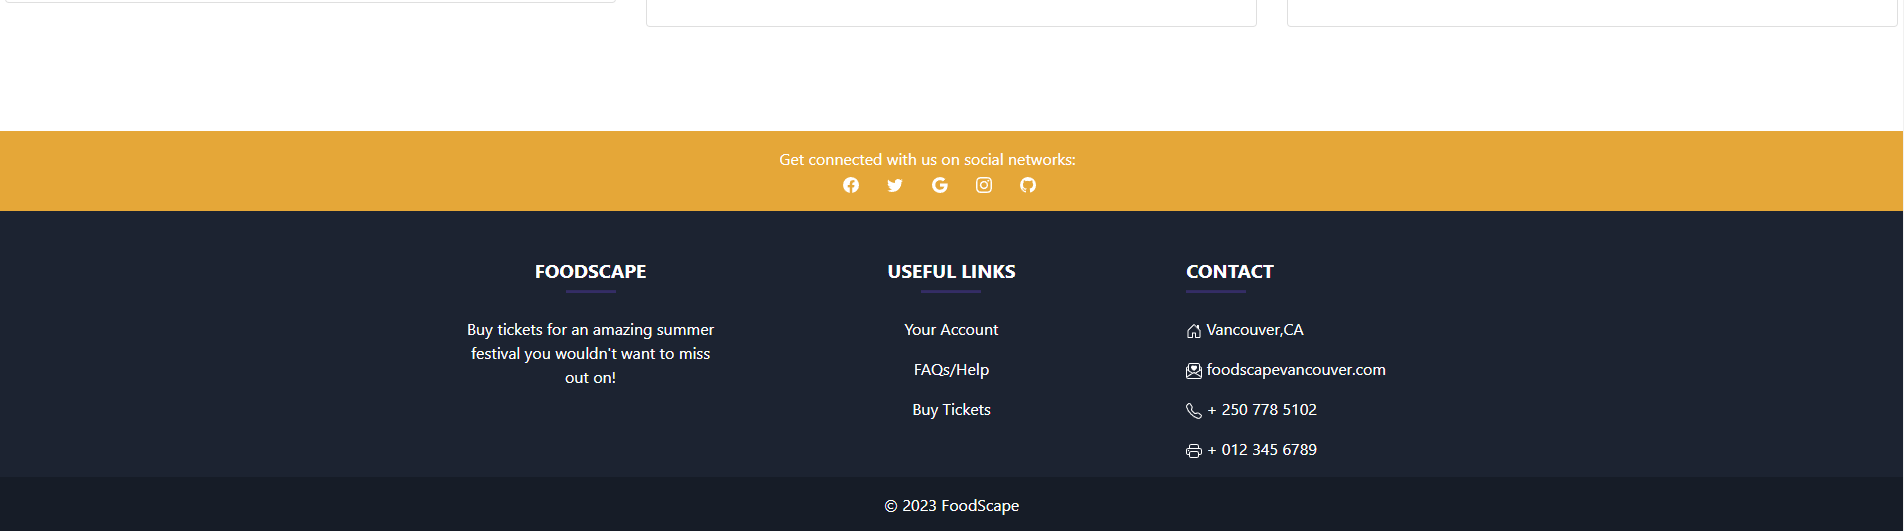 Get connected with us on social networks:
FOODSCAPE
Buy tickets for an amazing summer
festival you wouldn't want to miss
out on!
USEFUL LINKS
Your Account
FAQs/Help
Buy Tickets
CONTACT
Vancouver,CA
foodscapevancouver.com
+ 250 778 5102
+ 012 345 6789
© 2023 FoodScape